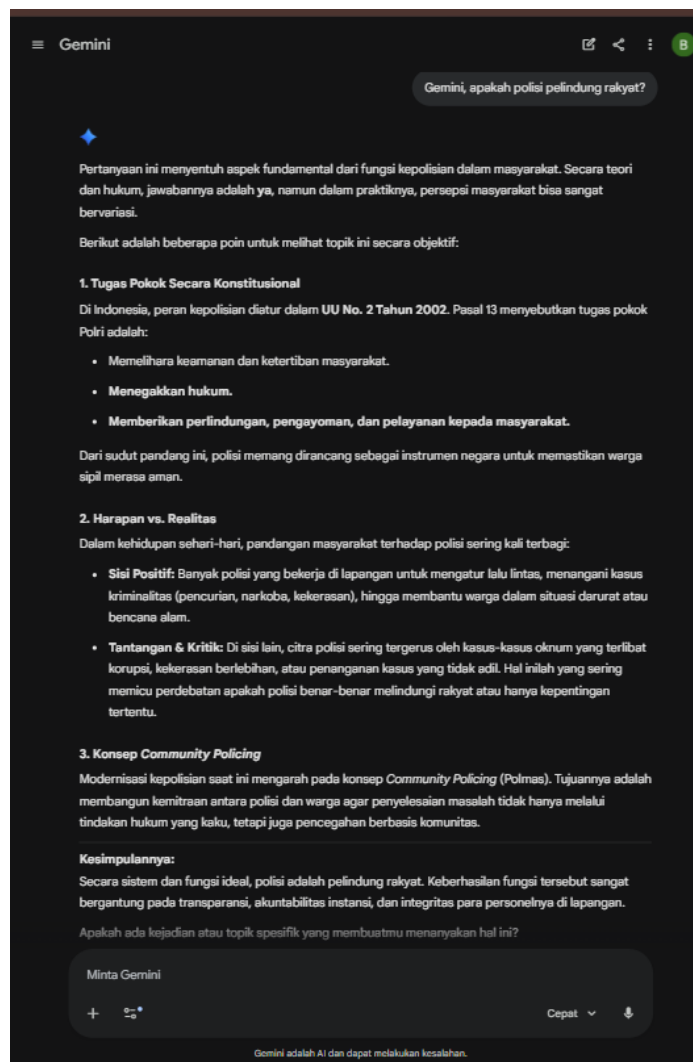 Gemini
B
Gemini, apakah polisi pelindung rakyat?
Pertanyaan ini menyentuh aspek fundamental dari fungsi kepolisian dalam masyarakat. Secara teori
dan hukum, jawabannya adalah ya, namun dalam praktiknya, persepsi masyarakat bisa sangat
bervariasi.
Berikut adalah beberapa poin untuk melihat topik ini secara objektif:
1. Tugas Pokok Secara Konstitusional
Di Indonesia, peran kepolisian diatur dalam UU No. 2 Tahun 2002. Pasal 13 menyebutkan tugas pokok
Polri adalah:
• Memelihara keamanan dan ketertiban masyarakat.
• Menegakkan hukum.
• Memberikan perlindungan, pengayoman, dan pelayanan kepada masyarakat.
Dari sudut pandang ini, polisi memang dirancang sebagai instrumen negara untuk memastikan warga
sipil merasa aman.
2. Harapan vs. Realitas
Dalam kehidupan sehari-hari, pandangan masyarakat terhadap polisi sering kali terbagi:
• Sisi Positif: Banyak polisi yang bekerja di lapangan untuk mengatur lalu lintas, menangani kasus
kriminalitas (pencurian, narkoba, kekerasan), hingga membantu warga dalam situasi darurat atau
bencana alam.
• Tantangan & Kritik: Di sisi lain, citra polisi sering tergerus oleh kasus-kasus oknum yang terlibat
korupsi, kekerasan berlebihan, atau penanganan kasus yang tidak adil. Hal inilah yang sering
memicu perdebatan apakah polisi benar-benar melindungi rakyat atau hanya kepentingan
tertentu.
3. Konsep Community Policing
Modernisasi kepolisian saat ini mengarah pada konsep Community Policing (Polmas). Tujuannya adalah
membangun kemitraan antara polisi dan warga agar penyelesaian masalah tidak hanya melalui
tindakan hukum yang kaku, tetapi juga pencegahan berbasis komunitas.
Kesimpulannya:
Secara sistem dan fungsi ideal, polisi adalah pelindung rakyat. Keberhasilan fungsi tersebut sangat
bergantung pada transparansi, akuntabilitas instansi, dan integritas para personelnya di lapangan.
Apakah ada kejadian atau topik spesifik yang membuatmu menanyakan hal ini?
Minta Gemini
Cepat
Gemini adalah AI dan dapat melakukan kesalahan.